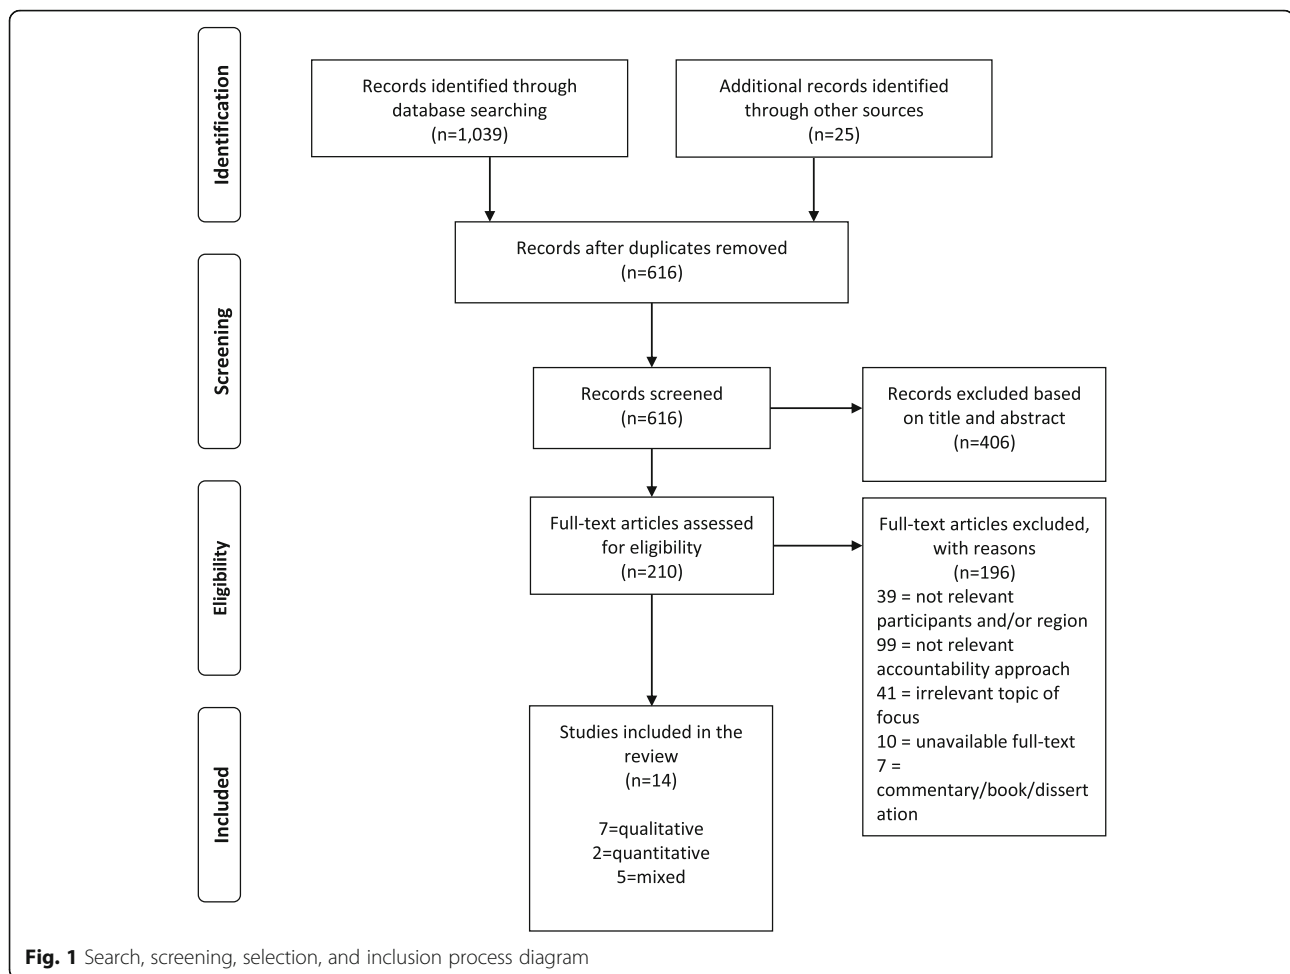 Identification
Records identified through
database searching
(n=1,039)
Additional records identified
through other sources
(n=25)
Records after duplicates removed
(n=616)
Screening
Records screened
(n=616)
Records excluded based
on title and abstract
(n=406)
Eligibility
Full-text articles assessed
for eligibility
(n=210)
Full-text articles excluded,
with reasons
(n=196)
39 = not relevant
participants and/or region
99 = not relevant
accountability approach
41 = irrelevant topic of
focus
10 = unavailable full-text
7 =
commentary/book/dissert
ation
Included
Studies included in the
review
(n=14)
7=qualitative
2=quantitative
5=mixed
Fig. 1 Search, screening, selection, and inclusion process diagram